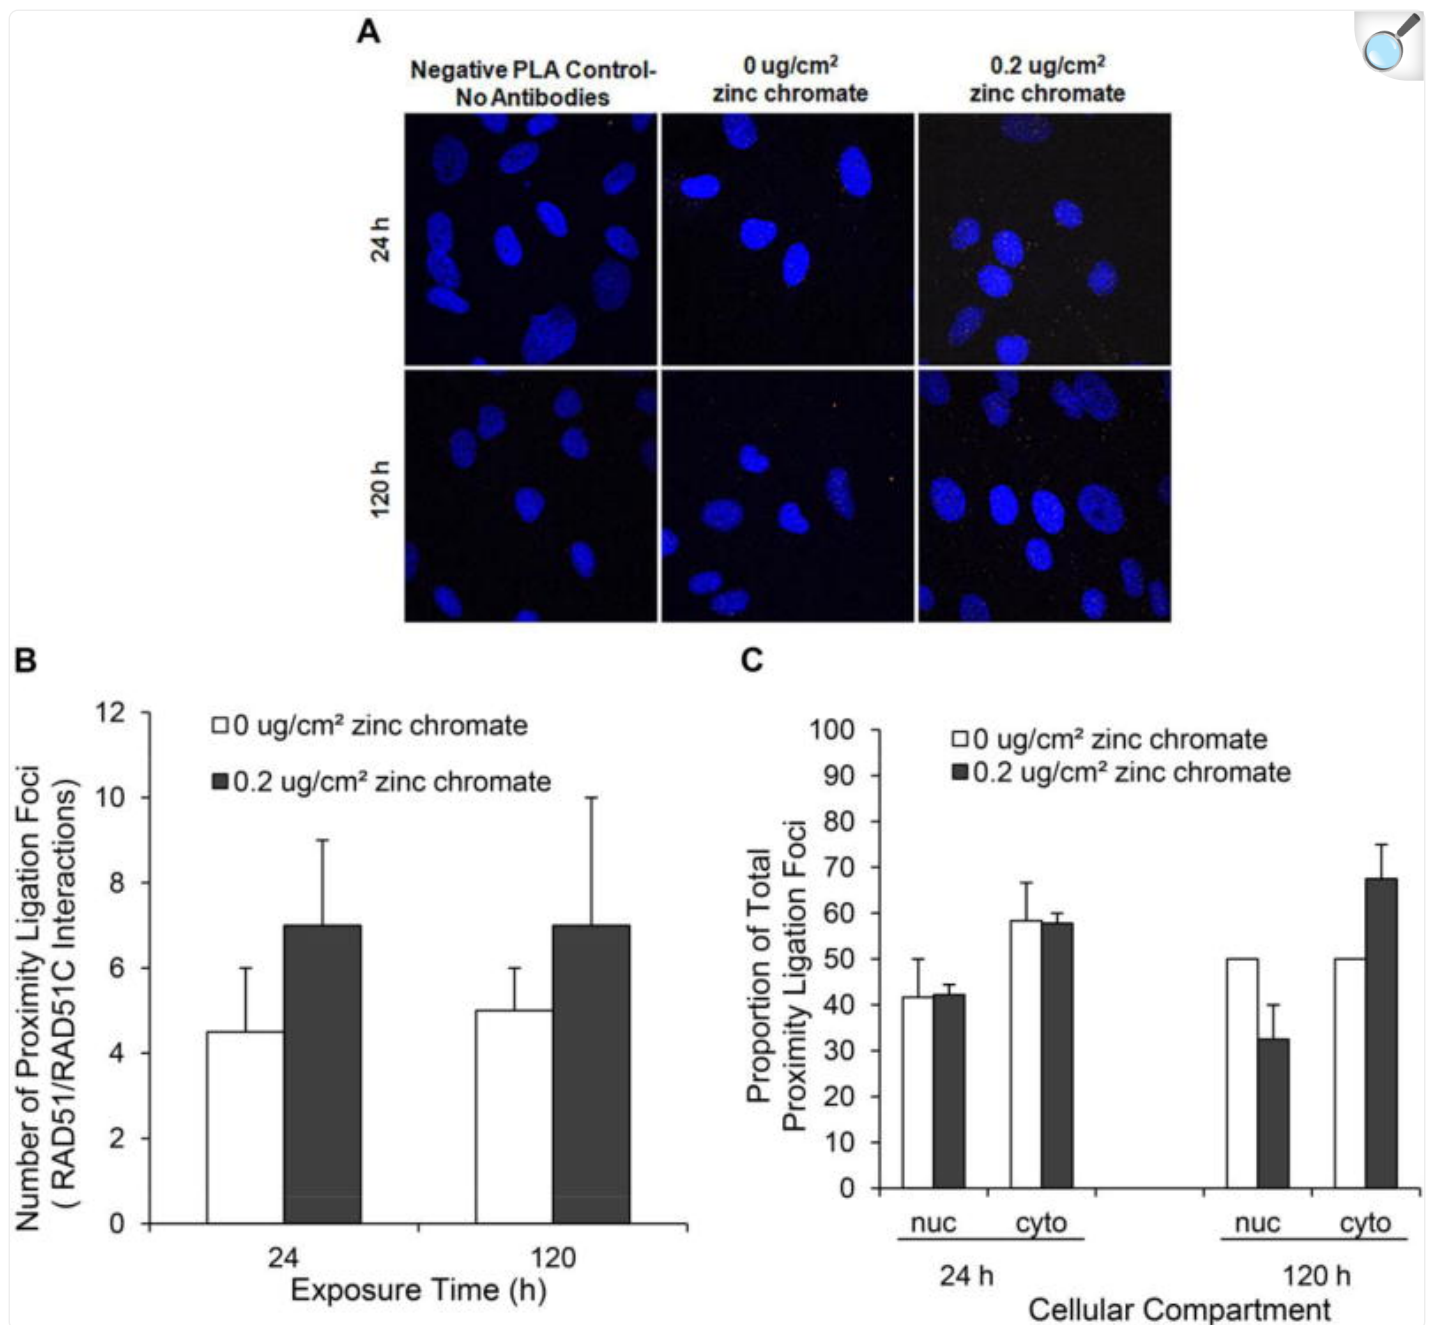 A
Negative PLA Control-
No Antibodies
0 ug/cm²
zinc chromate
0.2 ug/cm²
zinc chromate
24 h
120 h
B
Number of Proximity Ligation Foci
( RAD51/RAD51C Interactions)
12
10
8
6
4
2
0
0 ug/cm² zinc chromate
0.2 ug/cm² zinc chromate
24
120
Exposure Time (h)
C
Proportion of Total
Proximity Ligation Foci
100
90
80
70
60
50
40
30
20
10
0
0 ug/cm² zinc chromate
0.2 ug/cm² zinc chromate
nuc
cyto
nuc
cyto
24 h
120 h
Cellular Compartment